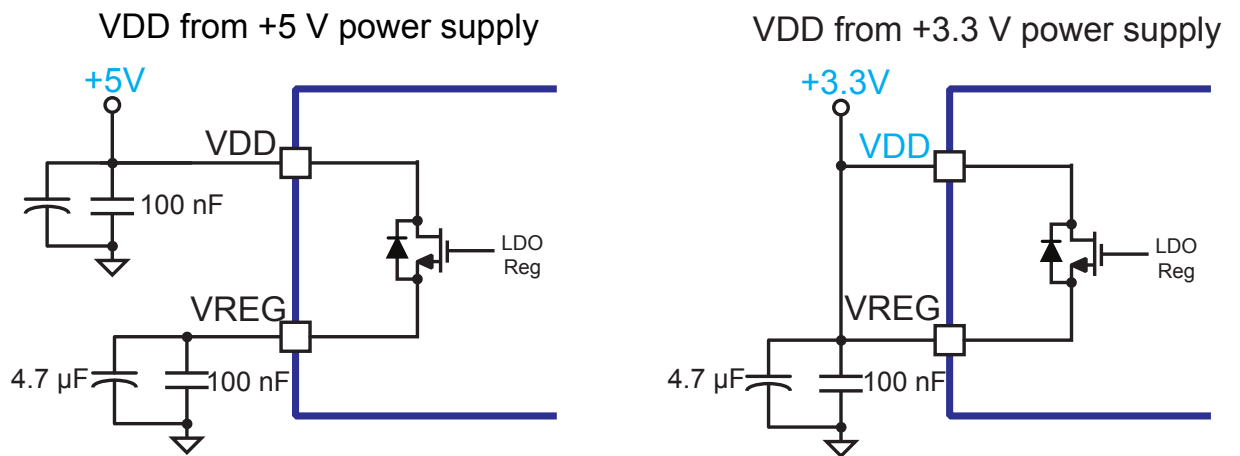 VDD from +5 V power supply
+5V
VDD
100 nF
LDO
Reg
VREG
4.7 µF
100 nF
VDD from +3.3 V power supply
+3.3V
VDD
LDO
Reg
VREG
4.7 µF
100 nF